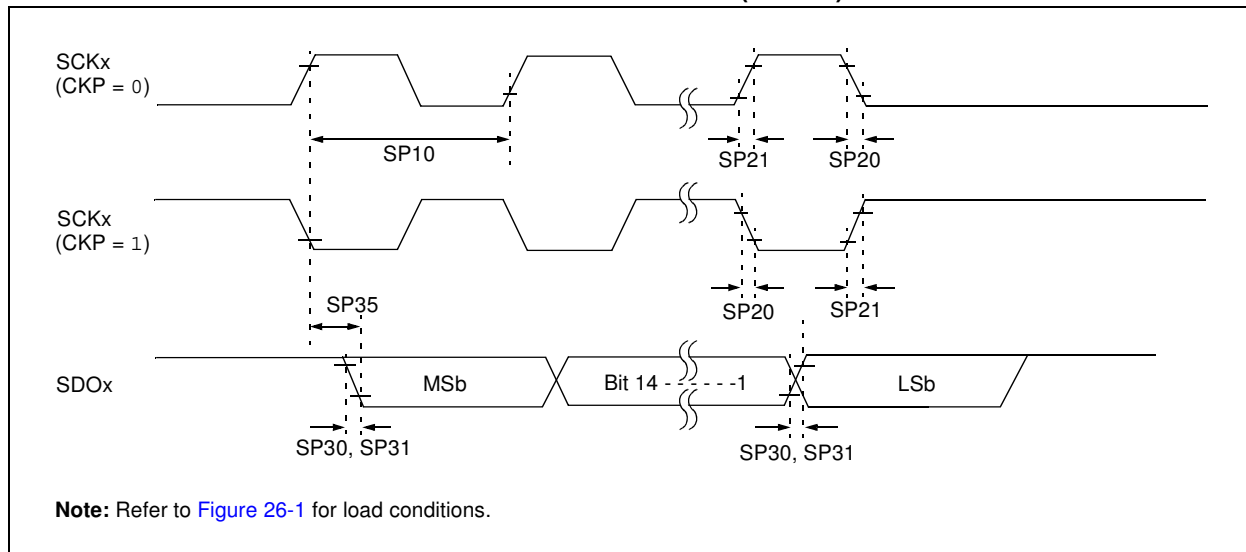 SCKx
(CKP = 0)
SP10
SP21
SP20
SCKx
(CKP = 1)
SP35
SP20
SP21
SDOx
MSb
Bit 14 - - - - - -1
LSb
SP30, SP31
SP30, SP31
Note: Refer to Figure 26-1 for load conditions.